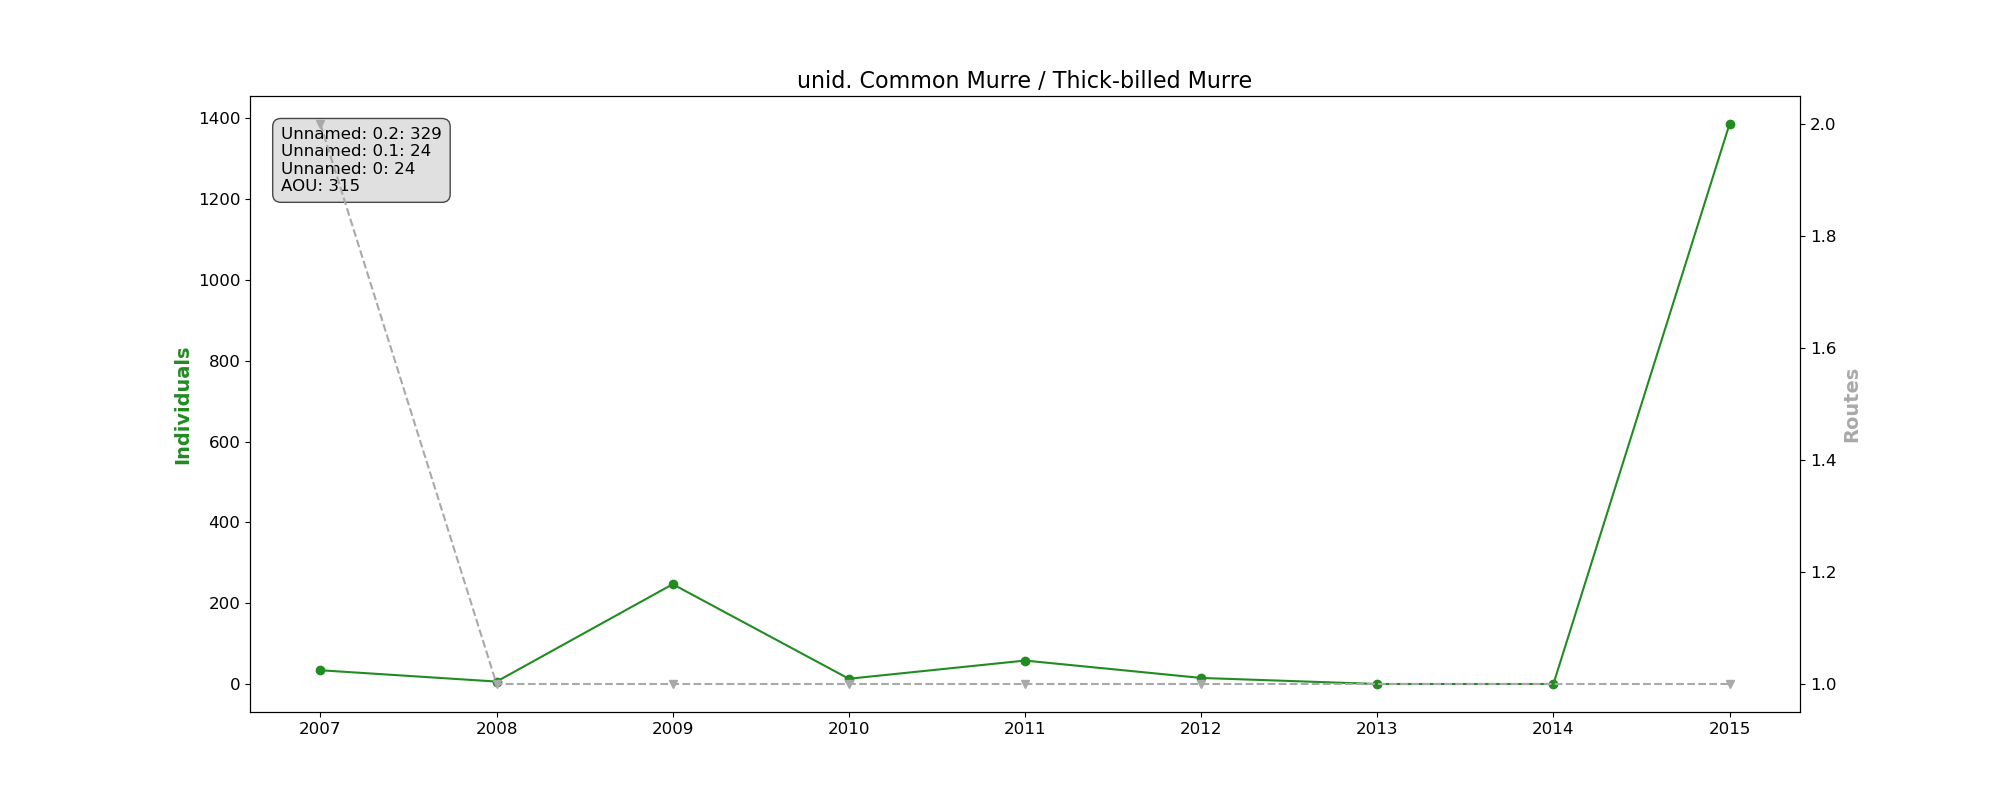 unid. Common Murre / Thick-billed Murre
Unnamed: 0.2: 329
Unnamed: 0.1: 24
Unnamed: 0: 24
AOU: 315
1400
1200
1000
800
600
400
200
0
Individuals
2.0
1.8
1.6
1.4
1.2
1.0
Routes
2007 2008 2009 2010 2011 2012 2013 2014 2015